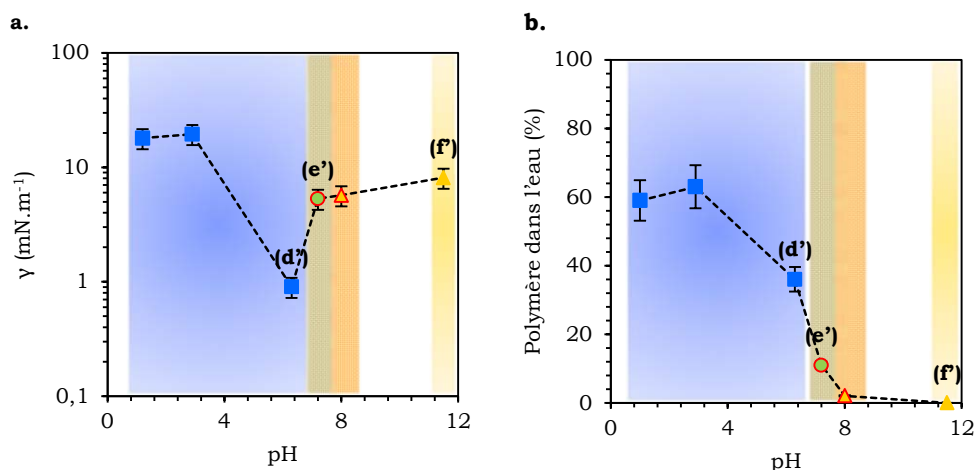 a.
100
10
1
0,1
γ (mN.m⁻¹)
0
4
8
12
pH
(d’)
(e’)
(f’)
b.
100
80
60
40
20
0
Polymère dans l’eau (%)
0
4
8
12
pH
(d’)
(e’)
(f’)